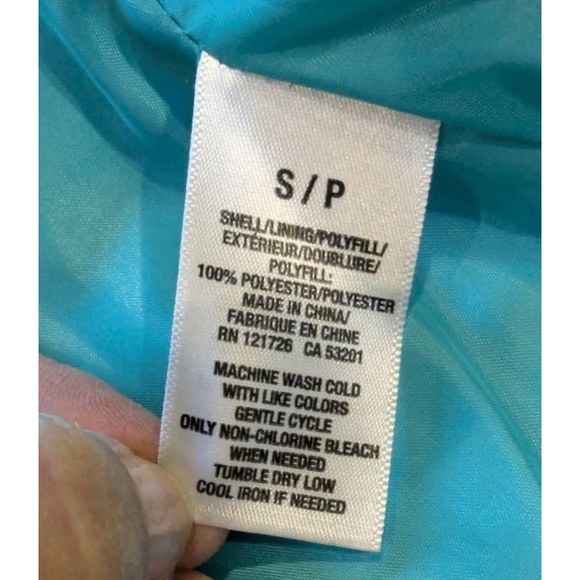 S / P
SHELL/LINING/POLYFILL/
EXTÉRIEUR/DOUBLURE/
POLYFILL:
100% POLYESTER/POLYESTER
MADE IN CHINA/
FABRIQUE EN CHINE
RN 121726 CA 53201
MACHINE WASH COLD
WITH LIKE COLORS
GENTLE CYCLE
ONLY NON-CHLORINE BLEACH
WHEN NEEDED
TUMBLE DRY LOW
COOL IRON IF NEEDED